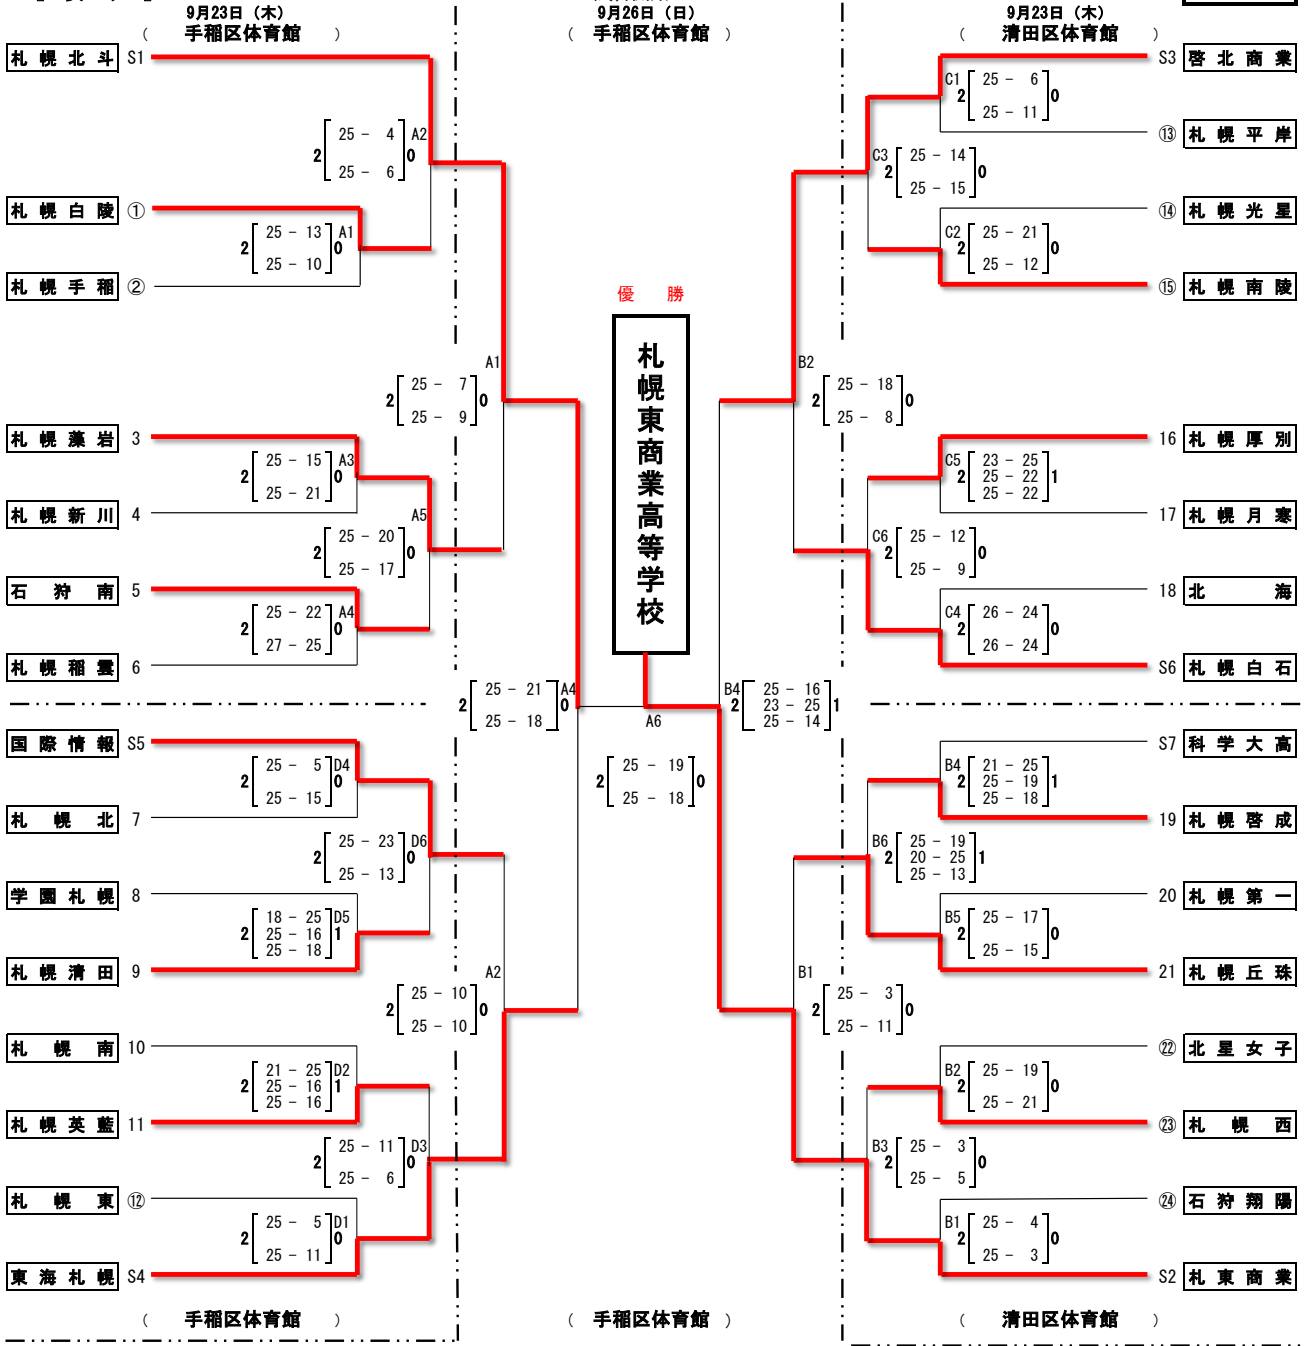 9月23日（木）
（　手稲区体育館　）
9月26日（日）
（　手稲区体育館　）
9月23日（木）
（　清田区体育館　）
札幌北斗 S1
2 25 - 4 0 A2
25 - 6
札幌白陵 ①
2 25 - 13 0 A1
25 - 10
札幌手稲 ②
A1
2 25 - 7 0
25 - 9
札幌藻岩 3
2 25 - 15 0 A3
25 - 21
札幌新川 4
A5
2 25 - 20 0
25 - 17
石狩南 5
2 25 - 22 0 A4
27 - 25
札幌稲雲 6
2 25 - 21 0 A4
25 - 18
国際情報 S5
2 25 - 5 0 D4
25 - 15
札幌北 7
2 25 - 23 0 D6
25 - 13
学園札幌 8
18 - 25 D5
2 25 - 16 1
25 - 18
札幌清田 9
A2
2 25 - 10 0
25 - 10
札幌南 10
21 - 25 D2
2 25 - 16 1
25 - 16
札幌英藍 11
2 25 - 11 0 D3
25 - 6
札幌東 ⑫
2 25 - 5 0 D1
25 - 11
東海札幌 S4
優　勝
札幌東商業高等学校
A6
2 25 - 19 0
25 - 18
S3 啓北商業
C1 2 25 - 6 0
25 - 11
⑬ 札幌平岸
C3 2 25 - 14 0
25 - 15
⑭ 札幌光星
C2 2 25 - 21 0
25 - 12
⑮ 札幌南陵
B2
2 25 - 18 0
25 - 8
16 札幌厚別
C5 23 - 25
2 25 - 22 1
25 - 22
17 札幌月寒
C6 2 25 - 12 0
25 - 9
18 北海
C4 2 26 - 24 0
26 - 24
S6 札幌白石
B4 25 - 16
2 23 - 25 1
25 - 14
S7 科学大高
B4 21 - 25
2 25 - 19 1
25 - 18
19 札幌啓成
B6 25 - 19
2 20 - 25 1
25 - 13
20 札幌第一
B5 2 25 - 17 0
25 - 15
21 札幌丘珠
B1
2 25 - 3 0
25 - 11
㉒ 北星女子
B2 2 25 - 19 0
25 - 21
㉓ 札幌西
B3 2 25 - 3 0
25 - 5
㉔ 石狩翔陽
B1 2 25 - 4 0
25 - 3
S2 札東商業
（　手稲区体育館　）
（　手稲区体育館　）
（　清田区体育館　）